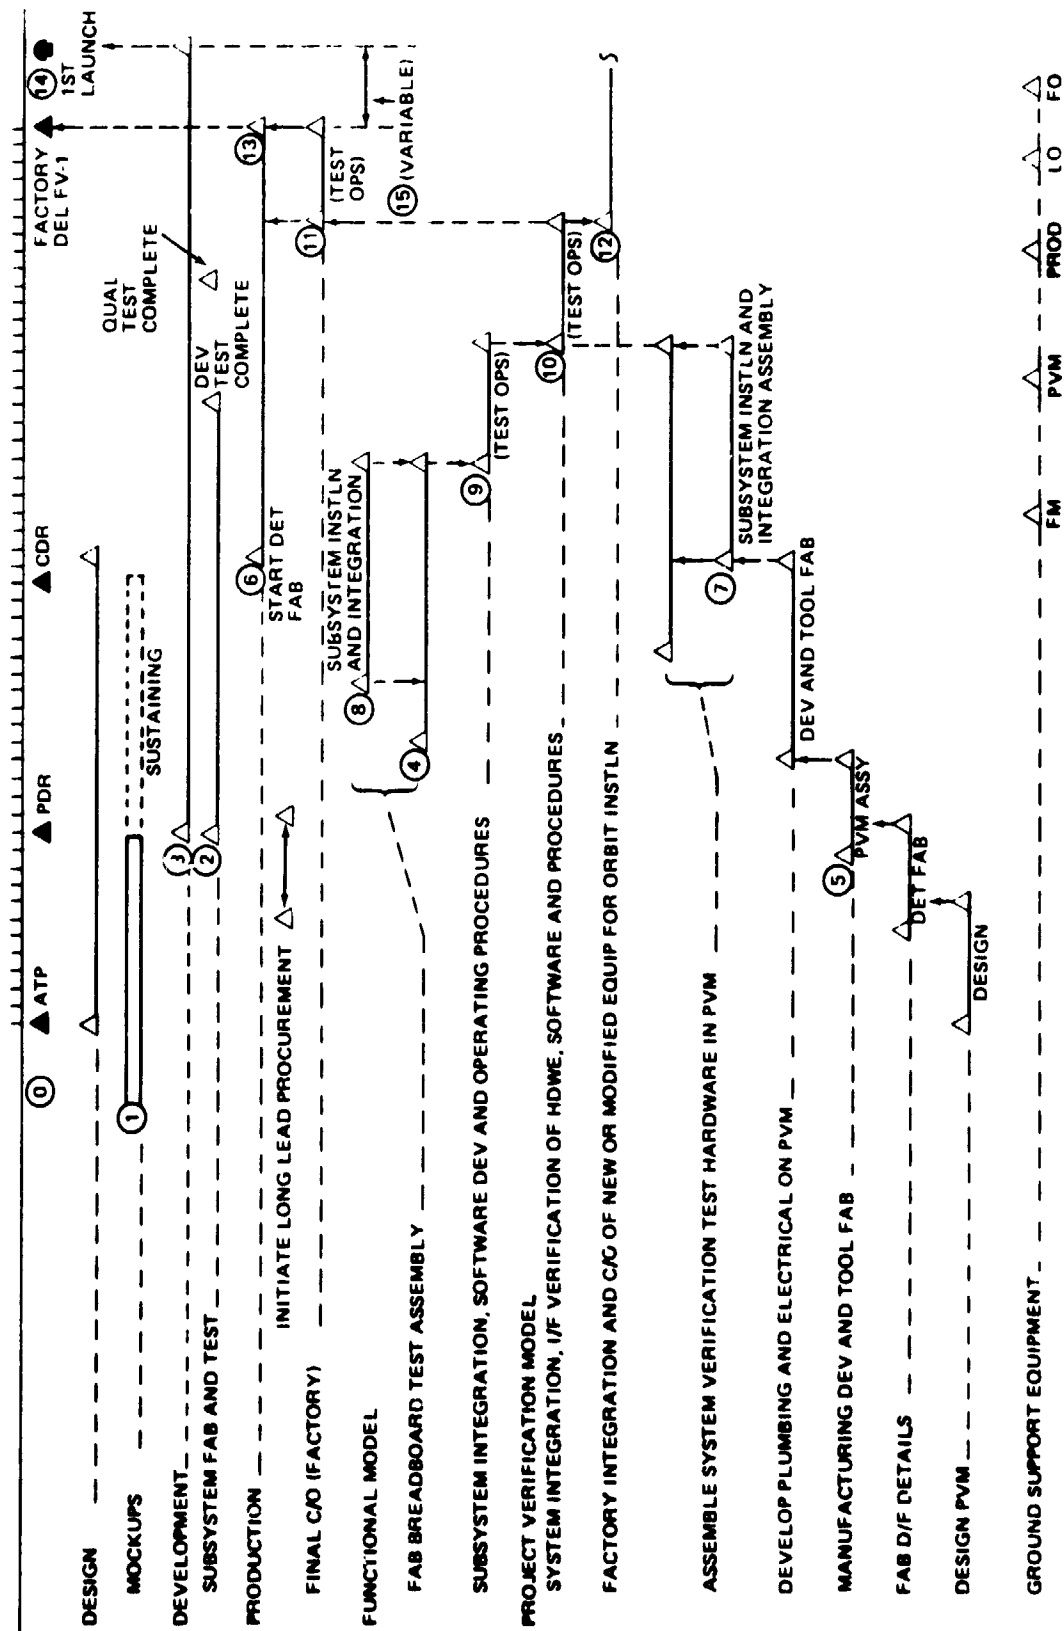 0 ATP PDR CDR FACTORY DEL FV-1 14 1ST LAUNCH
DESIGN
MOCKUPS 1 SUSTAINING
DEVELOPMENT 3 QUAL TEST COMPLETE
SUBSYSTEM FAB AND TEST 2 DEV TEST COMPLETE
PRODUCTION 6 START DET FAB 13
INITIATE LONG LEAD PROCUREMENT
FINAL C/O (FACTORY) 11 (TEST OPS)
FUNCTIONAL MODEL 8 SUBSYSTEM INSTLN AND INTEGRATION 15 (VARIABLE)
FAB BREADBOARD TEST ASSEMBLY 4
SUBSYSTEM INTEGRATION, SOFTWARE DEV AND OPERATING PROCEDURES 9 (TEST OPS)
PROJECT VERIFICATION MODEL
SYSTEM INTEGRATION, I/F VERIFICATION OF HDWE, SOFTWARE AND PROCEDURES 10 (TEST OPS)
FACTORY INTEGRATION AND C/O OF NEW OR MODIFIED EQUIP FOR ORBIT INSTLN 12 S
ASSEMBLE SYSTEM VERIFICATION TEST HARDWARE IN PVM 7 SUBSYSTEM INSTLN AND INTEGRATION ASSEMBLY
DEVELOP PLUMBING AND ELECTRICAL ON PVM DEV AND TOOL FAB
MANUFACTURING DEV AND TOOL FAB 5 PVM ASSY
FAB D/F DETAILS DET FAB
DESIGN PVM DESIGN
GROUND SUPPORT EQUIPMENT FM PVM PROD LO FO